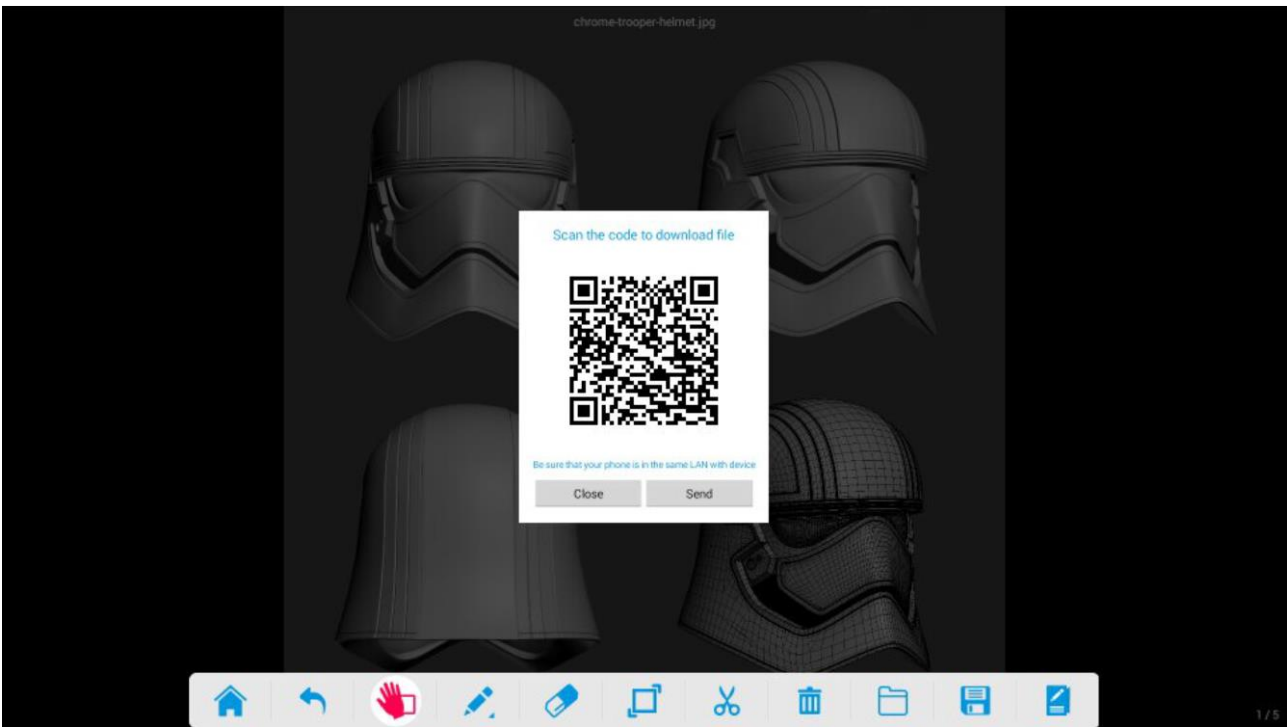 chrome-trooper-helmet.jpg
Scan the code to download file
Be sure that your phone is in the same LAN with device
Close
Send
1/5